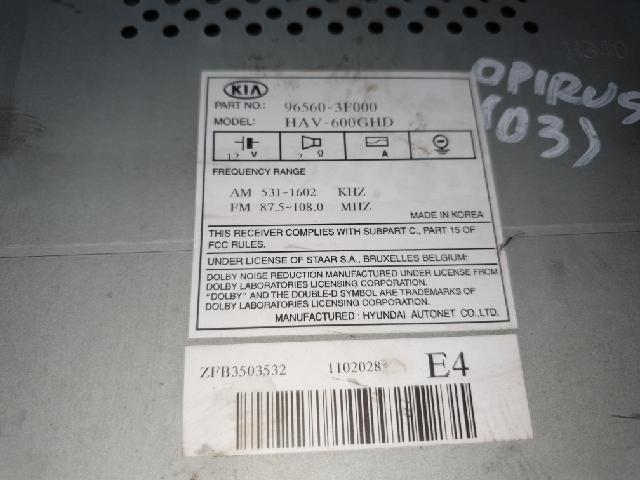 OPIRUS
(03)
KIA
PART NO.: 96560-3F000
MODEL: HAV-600GHD
12 V 2 Ω A
FREQUENCY RANGE
AM 531~1602 KHZ
FM 87.5~108.0 MHZ
MADE IN KOREA
THIS RECEIVER COMPLIES WITH SUBPART C., PART 15 OF
FCC RULES.
UNDER LICENSE OF STAAR S.A., BRUXELLES BELGIUM:
DOLBY NOISE REDUCTION MANUFACTURED UNDER LICENSE FROM
DOLBY LABORATORIES LICENSING CORPORATION.
"DOLBY" AND THE DOUBLE-D SYMBOL ARE TRADEMARKS OF
DOLBY LABORATORIES LICENSING CORPORATION.
MANUFACTURED : HYUNDAI AUTONET CO.,LTD.
ZFB3503532 1102028 E4